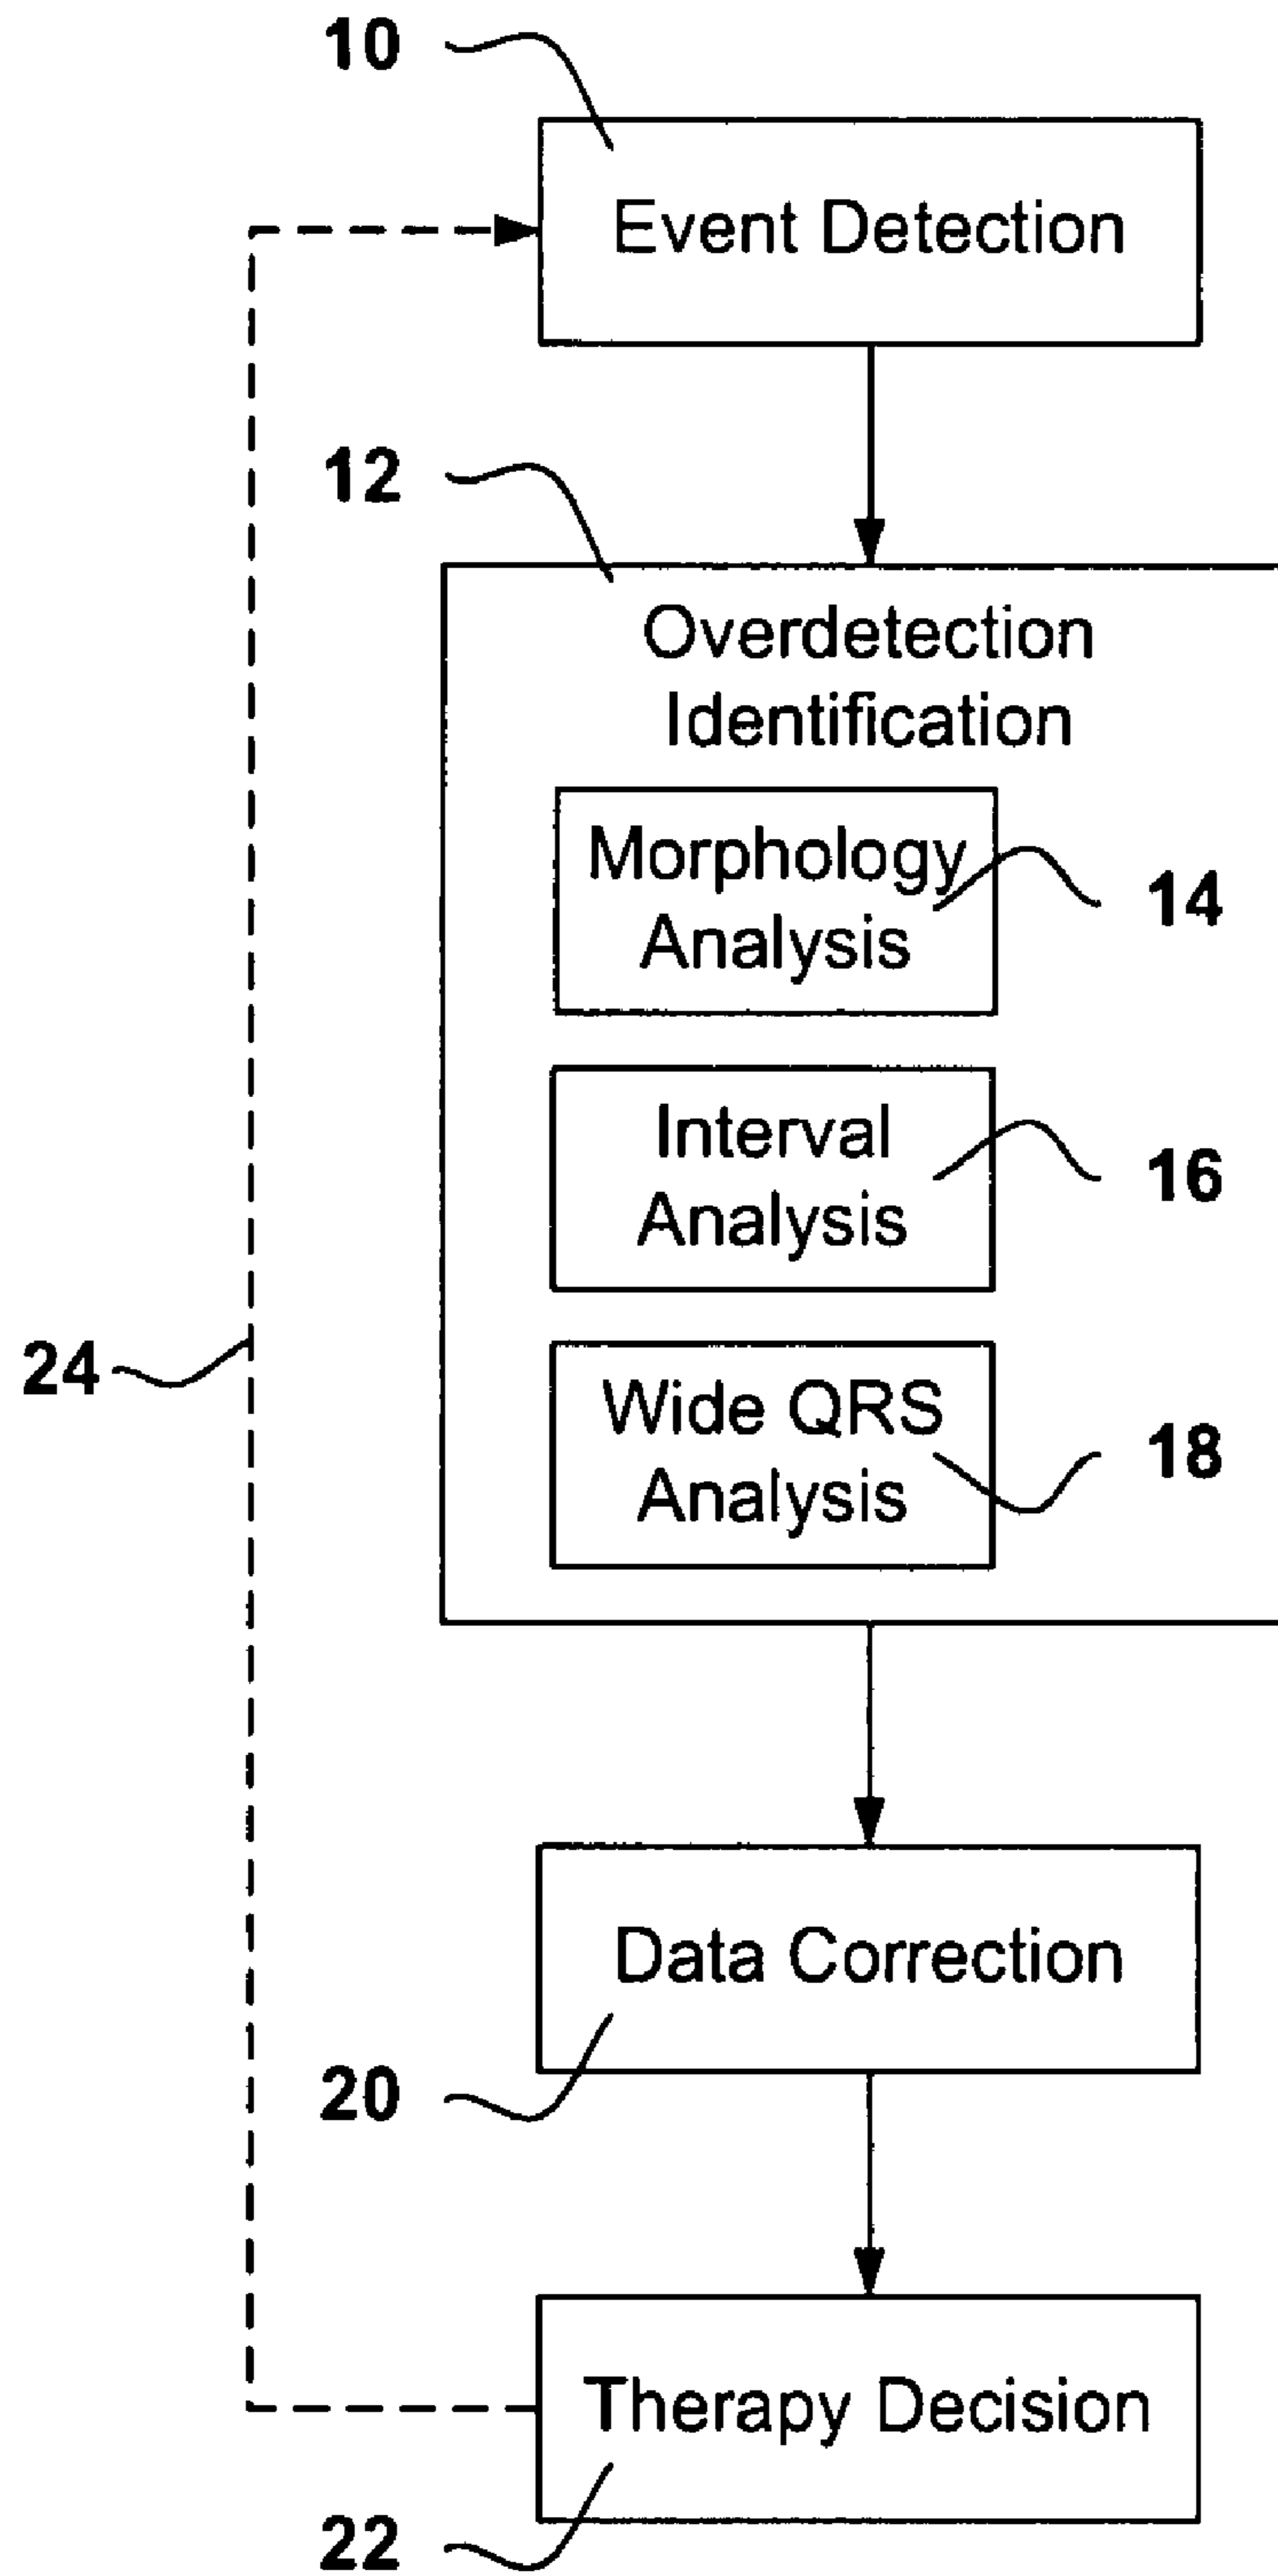 10
Event Detection
12
Overdetection
Identification
Morphology
Analysis
14
Interval
Analysis
16
24
Wide QRS
Analysis
18
Data Correction
20
Therapy Decision
22